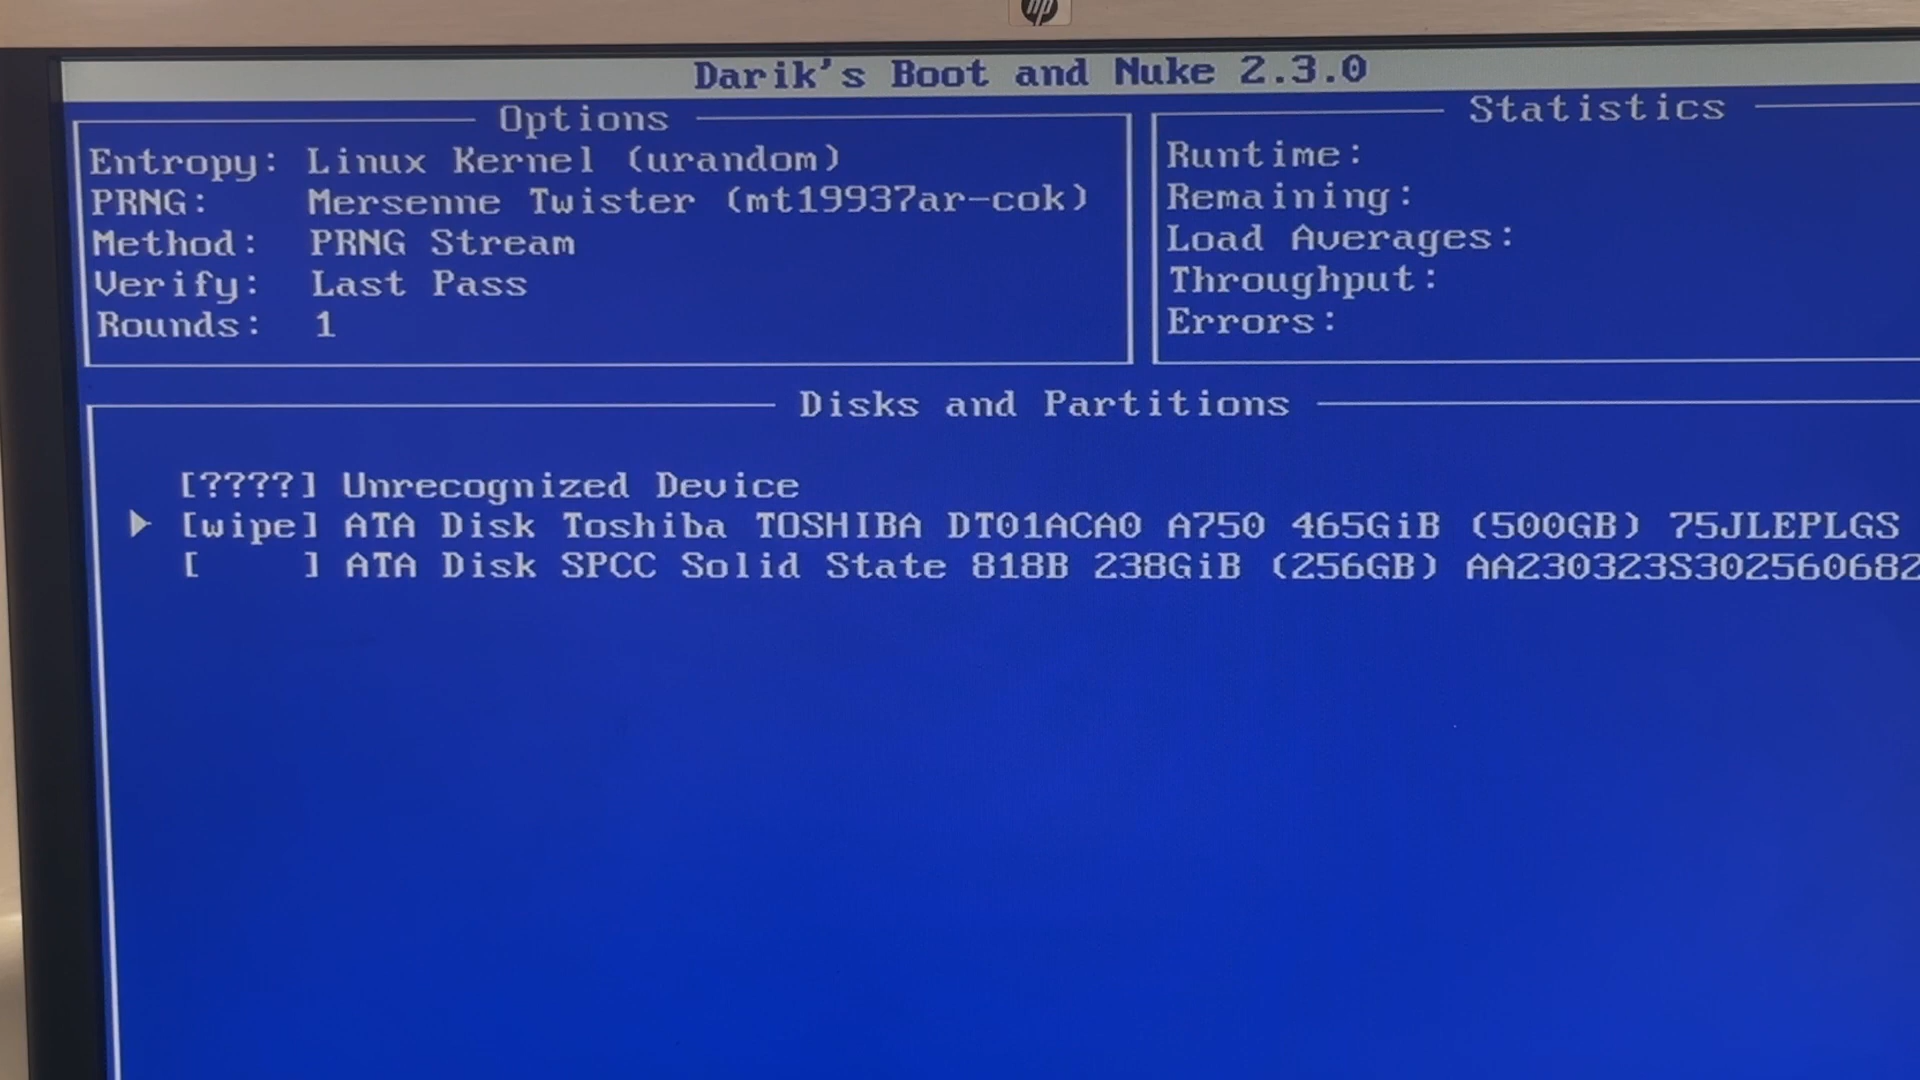 hp
Darik's Boot and Nuke 2.3.0
Options
Entropy: Linux Kernel (urandom)
PRNG: Mersenne Twister (mt19937ar-cok)
Method: PRNG Stream
Verify: Last Pass
Rounds: 1
Statistics
Runtime:
Remaining:
Load Averages:
Throughput:
Errors:
Disks and Partitions
[????] Unrecognized Device
▶ [wipe] ATA Disk Toshiba TOSHIBA DT01ACA0 A750 465GiB (500GB) 75JLEPLGS
[    ] ATA Disk SPCC Solid State 818B 238GiB (256GB) AA230323S302560682